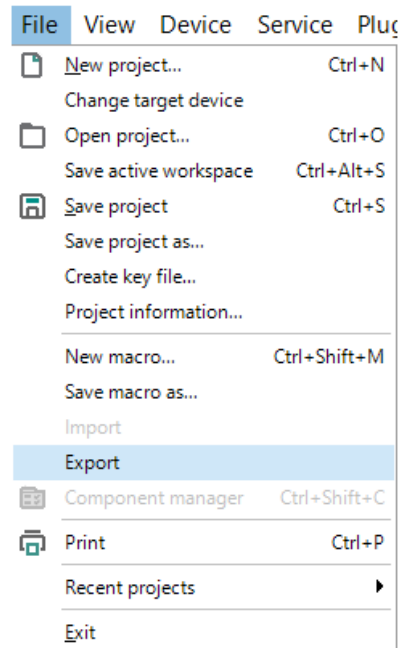 File View Device Service Plug
New project... Ctrl+N
Change target device
Open project... Ctrl+O
Save active workspace Ctrl+Alt+S
Save project Ctrl+S
Save project as...
Create key file...
Project information...
New macro... Ctrl+Shift+M
Save macro as...
Import
Export
Component manager Ctrl+Shift+C
Print Ctrl+P
Recent projects
Exit